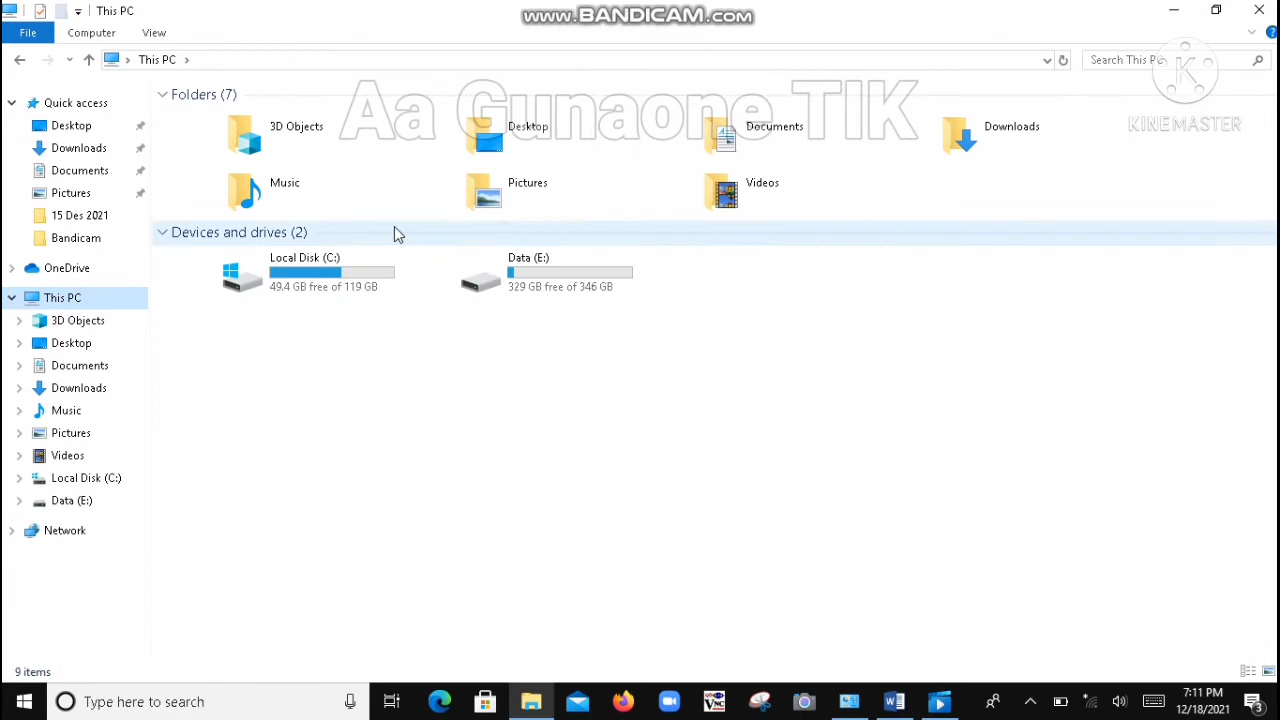 This PC
www.BANDICAM.com
File
Computer
View
This PC
Search This PC
KINEMASTER
Aa Gunaone TIK
Quick access
Desktop
Downloads
Documents
Pictures
15 Des 2021
Bandicam
OneDrive
This PC
3D Objects
Desktop
Documents
Downloads
Music
Pictures
Videos
Local Disk (C:)
Data (E:)
Network
Folders (7)
3D Objects
Desktop
Documents
Downloads
Music
Pictures
Videos
Devices and drives (2)
Local Disk (C:)
49.4 GB free of 119 GB
Data (E:)
329 GB free of 346 GB
9 items
Type here to search
VNC
7:11 PM
12/18/2021
3